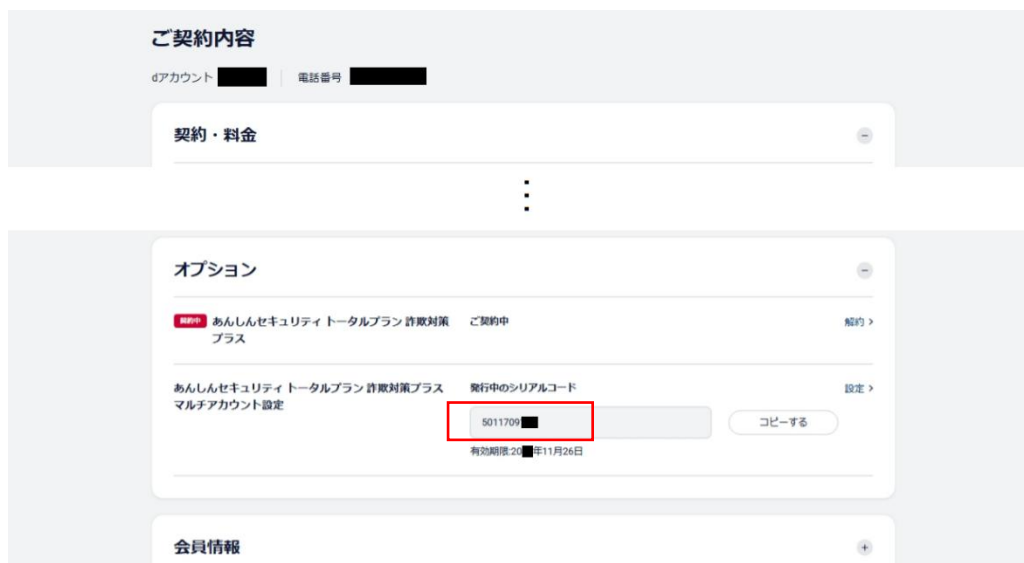 ご契約内容
dアカウント 電話番号
契約・料金
オプション
契約中 あんしんセキュリティ トータルプラン 詐欺対策 ご契約中 解約
プラス
あんしんセキュリティ トータルプラン 詐欺対策プラス 発行中のシリアルコード 設定
マルチアカウント設定
5011709 コピーする
有効期限:20 年11月26日
会員情報